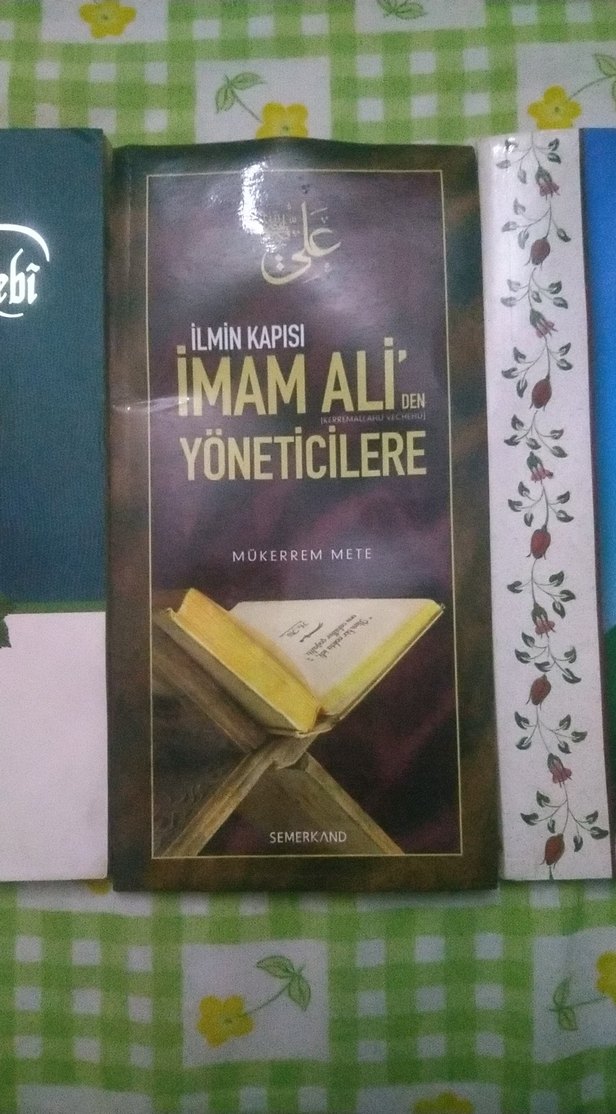 ebî
علي
İLMİN KAPISI
İMAM ALİ'DEN
[KERREMALLAHU VECHEHU]
YÖNETİCİLERE
MÜKERREM METE
SEMERKAND